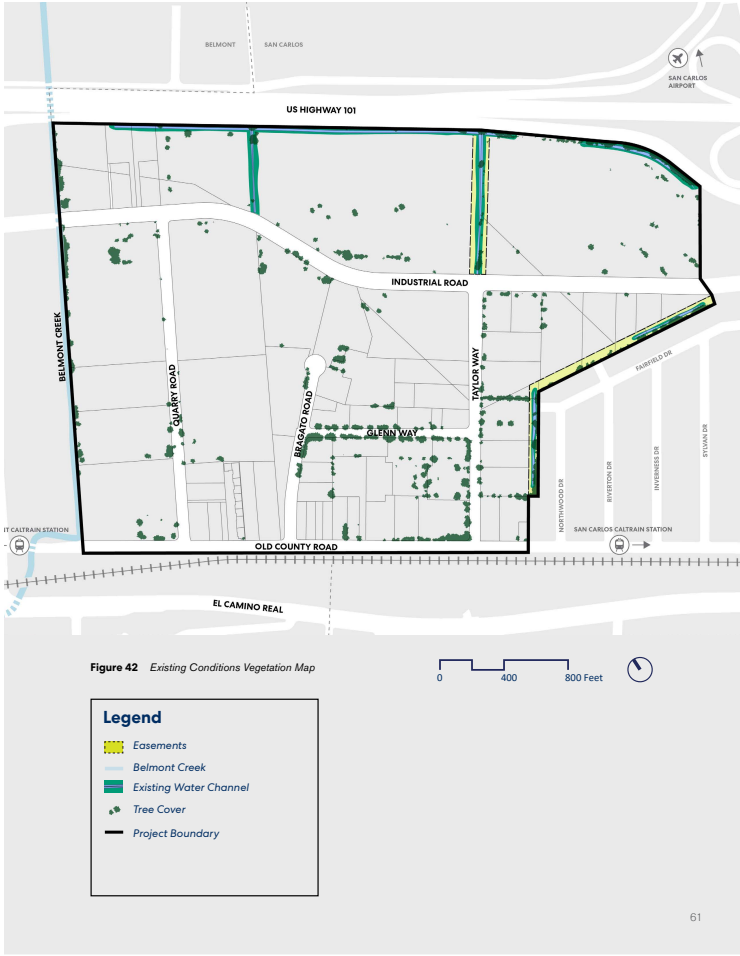 BELMONT
SAN CARLOS
SAN CARLOS
AIRPORT
US HIGHWAY 101
INDUSTRIAL ROAD
BELMONT CREEK
QUARRY ROAD
BRAGATO ROAD
TAYLOR WAY
GLENN WAY
FAIRFIELD DR
NORTHWOOD DR
RIVERTON DR
INVERNESS DR
SYLVAN DR
T CALTRAIN STATION
SAN CARLOS CALTRAIN STATION
OLD COUNTY ROAD
EL CAMINO REAL
Figure 42 Existing Conditions Vegetation Map
0 400 800 Feet
Legend
Easements
Belmont Creek
Existing Water Channel
Tree Cover
Project Boundary
61